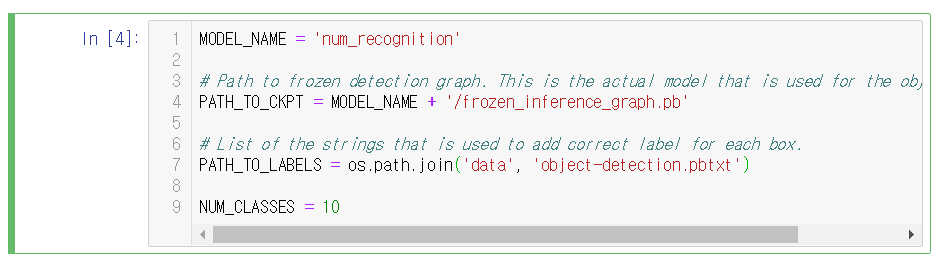 In [4]:
1 MODEL_NAME = 'num_recognition'
2
3 # Path to frozen detection graph. This is the actual model that is used for the ob
4 PATH_TO_CKPT = MODEL_NAME + '/frozen_inference_graph.pb'
5
6 # List of the strings that is used to add correct label for each box.
7 PATH_TO_LABELS = os.path.join('data', 'object-detection.pbtxt')
8
9 NUM_CLASSES = 10